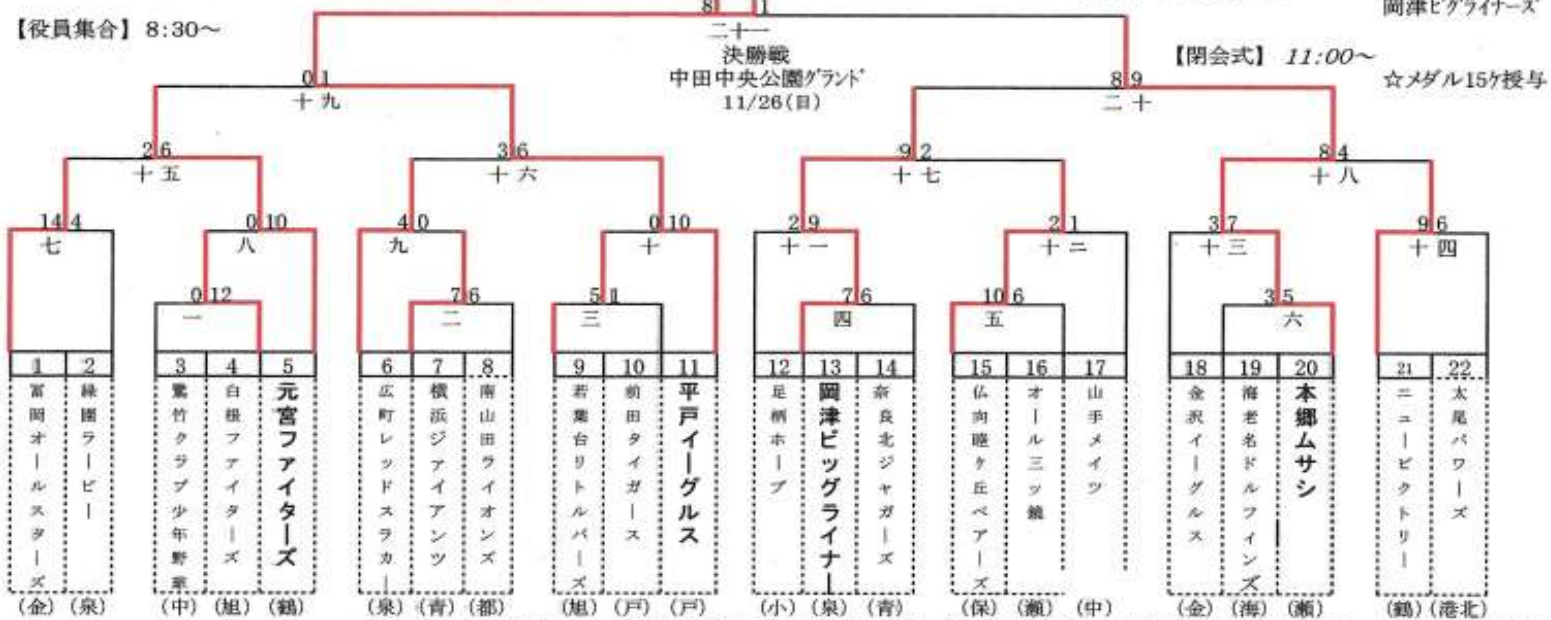 8 1
岡津ビグライナーズ
【役員集合】 8:30～
二十一
決勝戦
中田中央公園グランド
11/26(日)
【閉会式】 11:00～
☆メダル15ケ授与
0 1
十九
8 9
二十
2 6
十五
3 6
十六
9 2
十七
8 4
十八
14 4
七
0 10
八
4 0
九
0 10
十
2 9
十一
2 1
十二
3 7
十三
9 6
十四
0 12
一
7 6
二
5 1
三
7 6
四
10 6
五
3 5
六
1 2 3 4 5 6 7 8 9 10 11 12 13 14 15 16 17 18 19 20 21 22
富岡オールスターズ
緑園ラービー
鷺竹クラブ少年野球
白根ファイターズ
元宮ファイターズ
広町レッドスラカー
横浜ジァイアンツ
南山田ライオンズ
若葉台リトルバーズ
前田タイガース
平戸イーグルス
足柄ホープ
岡津ビッグライナー
奈良北ジャガーズ
仏向睦ケ丘ベアーズ
オール三ッ鏡
山手メイツ
金沢イーグルス
海老名ドルフィンズ
本郷ムサシ
ニュービクトリー
太尾パワーズ
(金) (泉) (中) (旭) (鶴) (泉) (青) (都) (旭) (戸) (戸) (小) (泉) (青) (保) (瀬) (中) (金) (海) (瀬) (鶴) (港北)